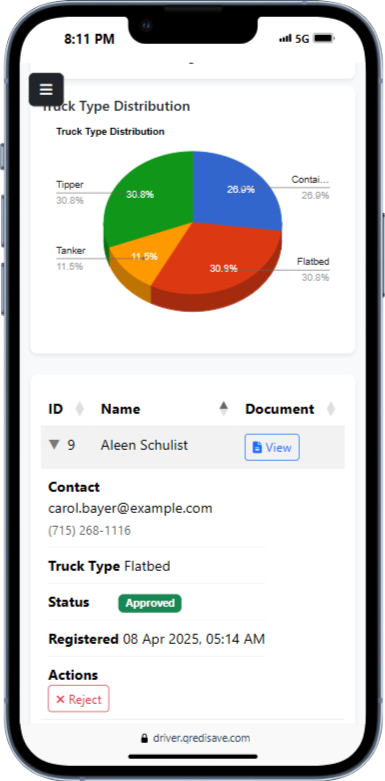 8:11 PM
5G
Truck Type Distribution
Truck Type Distribution
Tipper
30.8%
30.8%
26.9%
Contai...
26.9%
Tanker
11.5%
11.5%
30.8%
Flatbed
30.8%
ID Name Document
9 Aleen Schulist View
Contact
carol.bayer@example.com
(715) 268-1116
Truck Type Flatbed
Status Approved
Registered 08 Apr 2025, 05:14 AM
Actions
× Reject
driver.qredisave.com